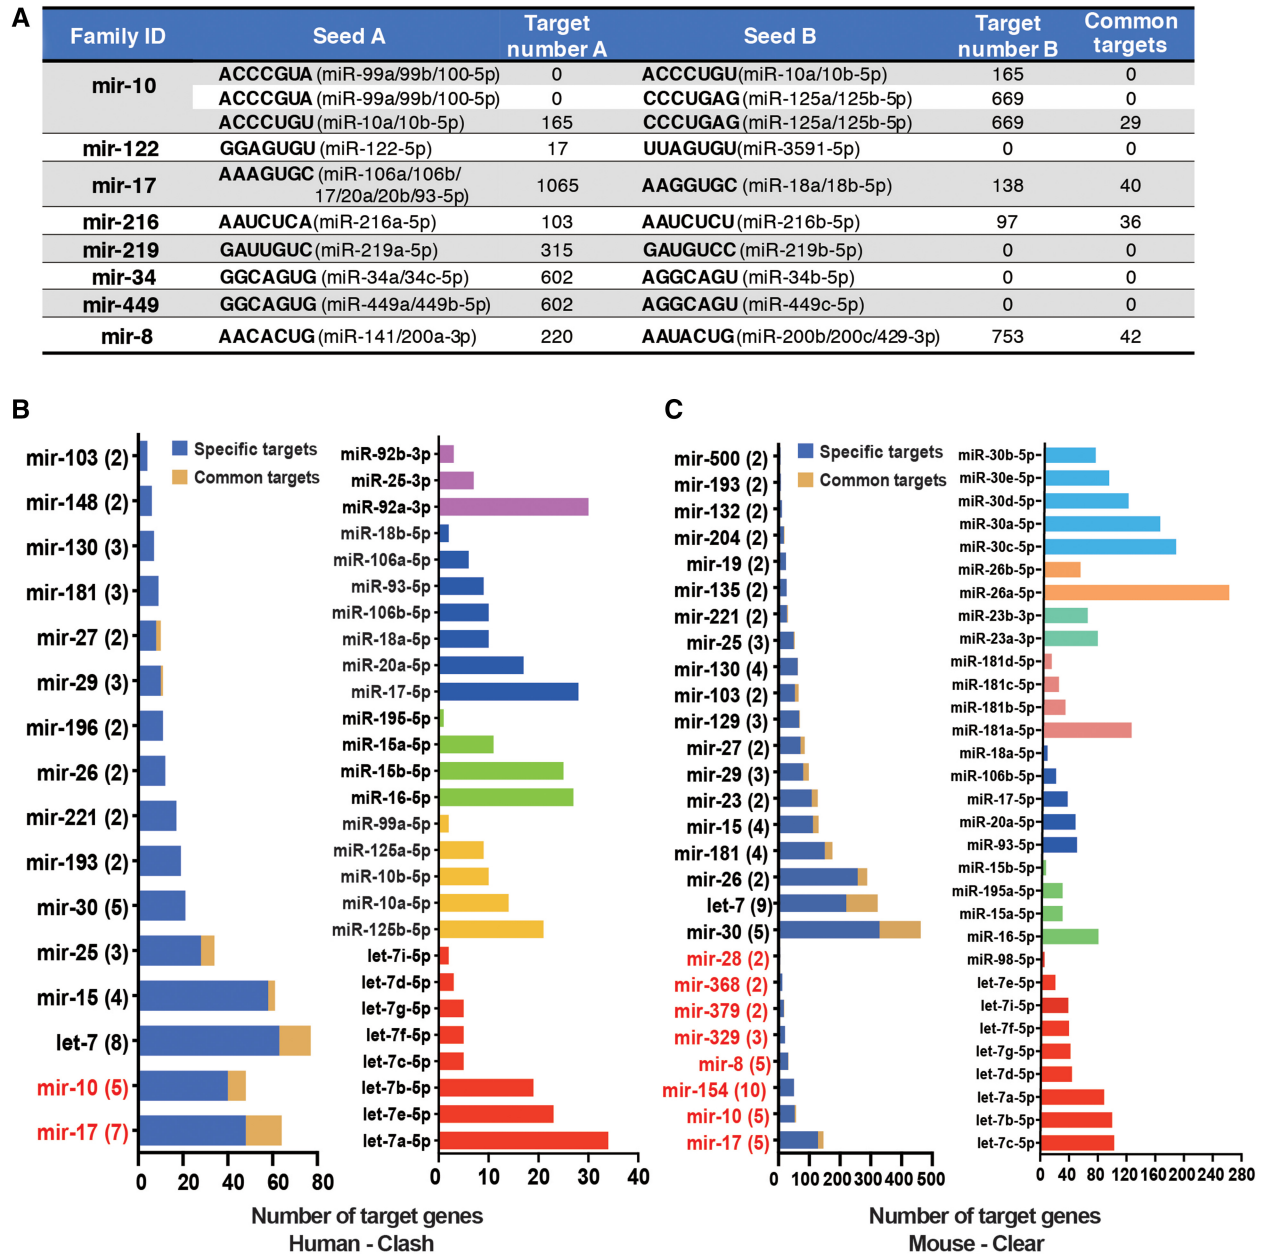 A
Family ID Seed A Target number A Seed B Target number B Common targets
mir-10 ACCCGUA (miR-99a/99b/100-5p) 0 ACCCUGU(miR-10a/10b-5p) 165 0
ACCCGUA (miR-99a/99b/100-5p) 0 CCCUGAG (miR-125a/125b-5p) 669 0
ACCCUGU (miR-10a/10b-5p) 165 CCCUGAG (miR-125a/125b-5p) 669 29
mir-122 GGAGUGU (miR-122-5p) 17 UUAGUGU(miR-3591-5p) 0 0
mir-17 AAAGUGC (miR-106a/106b/
17/20a/20b/93-5p) 1065 AAGGUGC (miR-18a/18b-5p) 138 40
mir-216 AAUCUCA (miR-216a-5p) 103 AAUCUCU (miR-216b-5p) 97 36
mir-219 GAUUGUC (miR-219a-5p) 315 GAUGUCC (miR-219b-5p) 0 0
mir-34 GGCAGUG (miR-34a/34c-5p) 602 AGGCAGU (miR-34b-5p) 0 0
mir-449 GGCAGUG (miR-449a/449b-5p) 602 AGGCAGU (miR-449c-5p) 0 0
mir-8 AACACUG (miR-141/200a-3p) 220 AAUACUG (miR-200b/200c/429-3p) 753 42
B
Specific targets
Common targets
mir-103 (2)
mir-148 (2)
mir-130 (3)
mir-181 (3)
mir-27 (2)
mir-29 (3)
mir-196 (2)
mir-26 (2)
mir-221 (2)
mir-193 (2)
mir-30 (5)
mir-25 (3)
mir-15 (4)
let-7 (8)
mir-10 (5)
mir-17 (7)
0 20 40 60 80
miR-92b-3p
miR-25-3p
miR-92a-3p
miR-18b-5p
miR-106a-5p
miR-93-5p
miR-106b-5p
miR-18a-5p
miR-20a-5p
miR-17-5p
miR-195-5p
miR-15a-5p
miR-15b-5p
miR-16-5p
miR-99a-5p
miR-125a-5p
miR-10b-5p
miR-10a-5p
miR-125b-5p
let-7i-5p
let-7d-5p
let-7g-5p
let-7f-5p
let-7c-5p
let-7b-5p
let-7e-5p
let-7a-5p
0 10 20 30 40
Number of target genes
Human - Clash
C
Specific targets
Common targets
mir-500 (2)
mir-193 (2)
mir-132 (2)
mir-204 (2)
mir-19 (2)
mir-135 (2)
mir-221 (2)
mir-25 (3)
mir-130 (4)
mir-103 (2)
mir-129 (3)
mir-27 (2)
mir-29 (3)
mir-23 (2)
mir-15 (4)
mir-181 (4)
mir-26 (2)
let-7 (9)
mir-30 (5)
mir-28 (2)
mir-368 (2)
mir-379 (2)
mir-329 (3)
mir-8 (5)
mir-154 (10)
mir-10 (5)
mir-17 (5)
0 100 200 300 400 500
miR-30b-5p
miR-30e-5p
miR-30d-5p
miR-30a-5p
miR-30c-5p
miR-26b-5p
miR-26a-5p
miR-23b-3p
miR-23a-3p
miR-181d-5p
miR-181c-5p
miR-181b-5p
miR-181a-5p
miR-18a-5p
miR-106b-5p
miR-17-5p
miR-20a-5p
miR-93-5p
miR-15b-5p
miR-195a-5p
miR-15a-5p
miR-16-5p
miR-98-5p
let-7e-5p
let-7i-5p
let-7f-5p
let-7g-5p
let-7d-5p
let-7a-5p
let-7b-5p
let-7c-5p
0 40 80 120 160 200 240 280
Number of target genes
Mouse - Clear